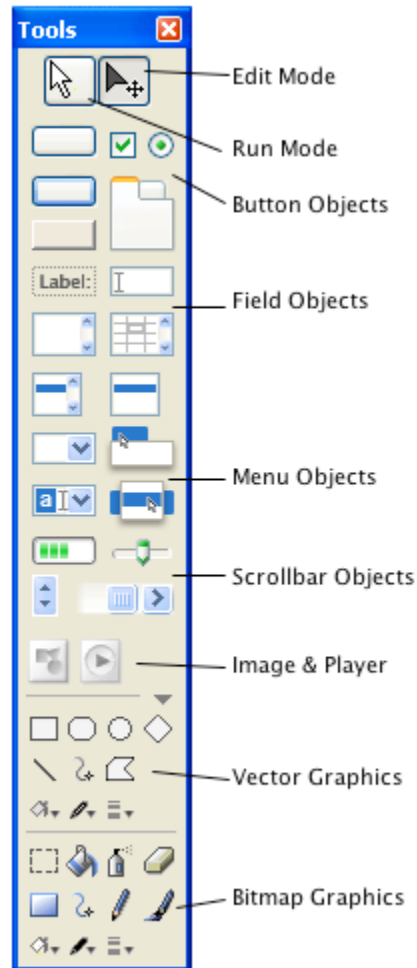 Tools
Edit Mode
Run Mode
Button Objects
Label:
Field Objects
Menu Objects
a
Scrollbar Objects
Image & Player
Vector Graphics
Bitmap Graphics